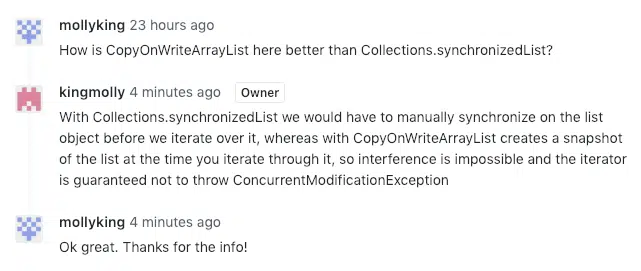 mollyking 23 hours ago
How is CopyOnWriteArrayList here better than Collections.synchronizedList?
kingmolly 4 minutes ago Owner
With Collections.synchronizedList we would have to manually synchronize on the list
object before we iterate over it, whereas with CopyOnWriteArrayList creates a snapshot
of the list at the time you iterate through it, so interference is impossible and the iterator
is guaranteed not to throw ConcurrentModificationException
mollyking 4 minutes ago
Ok great. Thanks for the info!